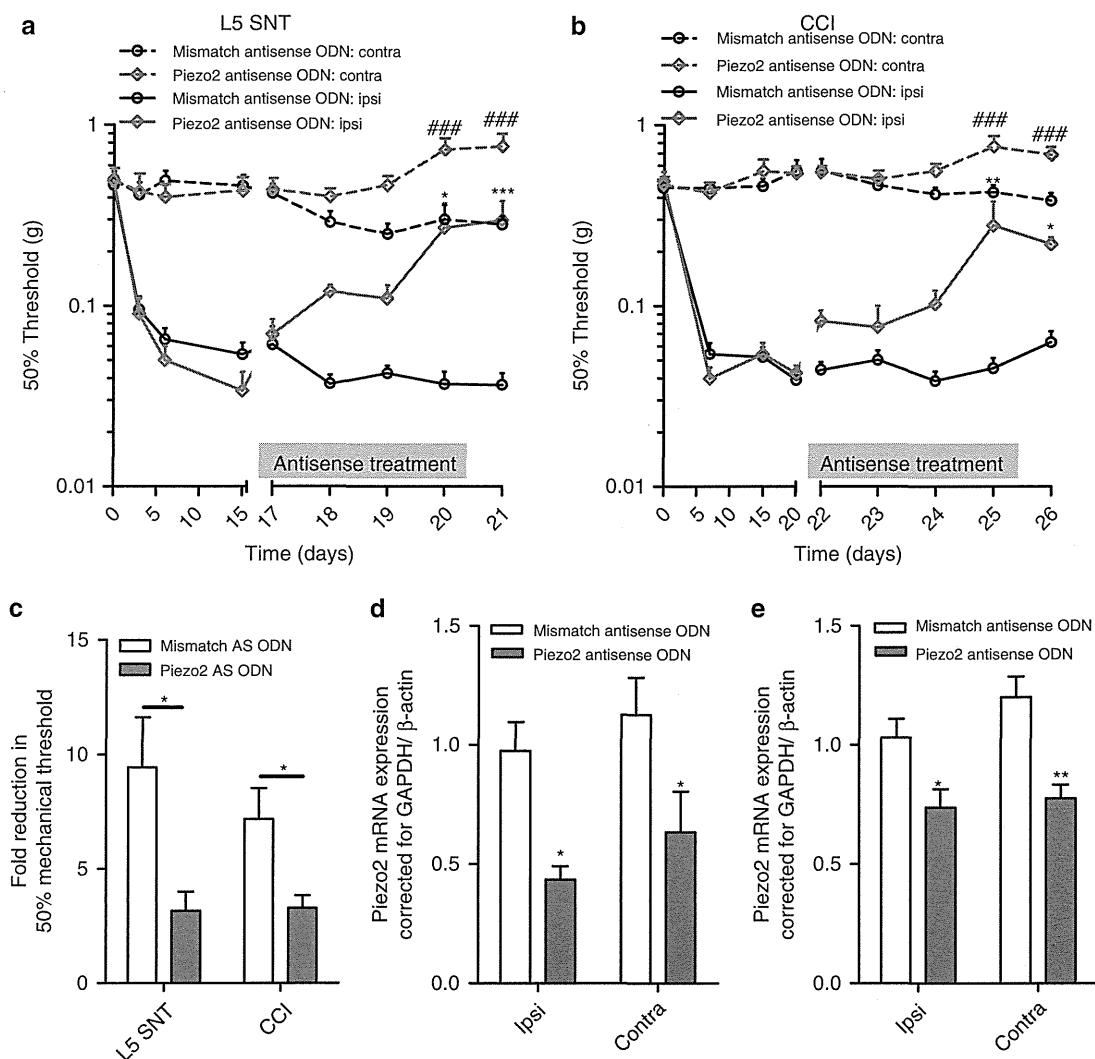 a
L5 SNT
Mismatch antisense ODN: contra
Piezo2 antisense ODN: contra
Mismatch antisense ODN: ipsi
Piezo2 antisense ODN: ipsi
###
###
*
***
50% Threshold (g)
1
0.1
0.01
Antisense treatment
0
5
10
15
17
18
19
20
21
Time (days)
b
CCI
Mismatch antisense ODN: contra
Piezo2 antisense ODN: contra
Mismatch antisense ODN: ipsi
Piezo2 antisense ODN: ipsi
###
###
**
*
50% Threshold (g)
1
0.1
0.01
Antisense treatment
0
5
10
15
20
22
23
24
25
26
Time (days)
c
Mismatch AS ODN
Piezo2 AS ODN
*
*
Fold reduction in
50% mechanical threshold
15
10
5
0
L5 SNT
CCI
d
Mismatch antisense ODN
Piezo2 antisense ODN
*
*
Piezo2 mRNA expression
corrected for GAPDH/ β-actin
1.5
1.0
0.5
0.0
Ipsi
Contra
e
Mismatch antisense ODN
Piezo2 antisense ODN
*
**
Piezo2 mRNA expression
corrected for GAPDH/ β-actin
1.5
1.0
0.5
0.0
Ipsi
Contra